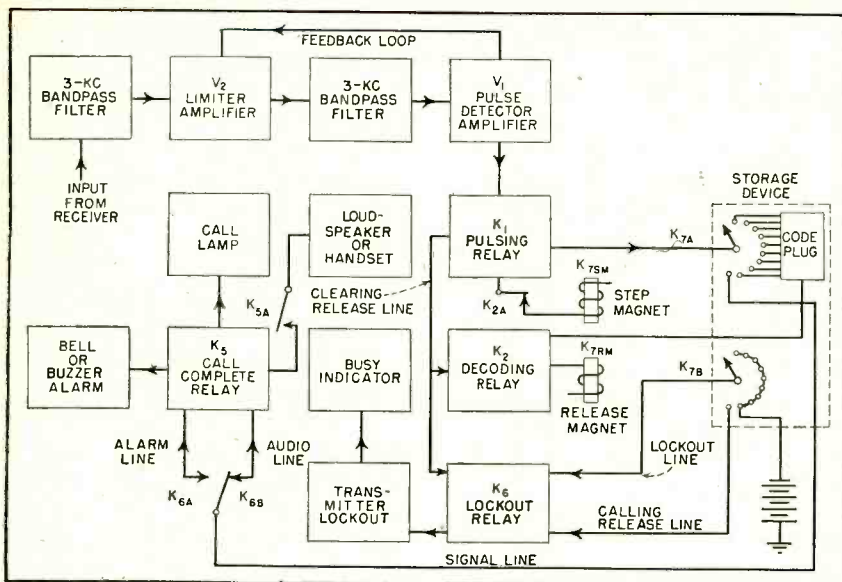 FEEDBACK LOOP
3-KC
BANDPASS
FILTER
V2
LIMITER
AMPLIFIER
3-KC
BANDPASS
FILTER
V1
PULSE
DETECTOR
AMPLIFIER
INPUT
FROM
RECEIVER
CALL
LAMP
LOUD-
SPEAKER
OR
HANDSET
K1
PULSING
RELAY
K7A
STORAGE
DEVICE
CODE
PLUG
CLEARING
RELEASE LINE
K5A
K2A
K7SM
STEP
MAGNET
BELL
OR
BUZZER
ALARM
K5
CALL
COMPLETE
RELAY
BUSY
INDICATOR
K2
DECODING
RELAY
K7RM
RELEASE
MAGNET
K7B
ALARM
LINE
AUDIO
LINE
K6A
K6B
TRANS-
MITTER
LOCKOUT
K6
LOCKOUT
RELAY
LOCKOUT
LINE
CALLING
RELEASE LINE
SIGNAL LINE